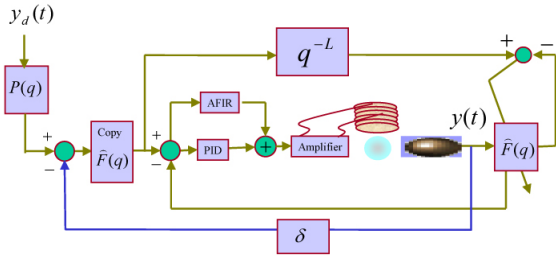 y_d(t)
P(q)
+
−
Copy
F̂(q)
q^{-L}
+
−
AFIR
PID
+
Amplifier
y(t)
+
−
F̂(q)
δ